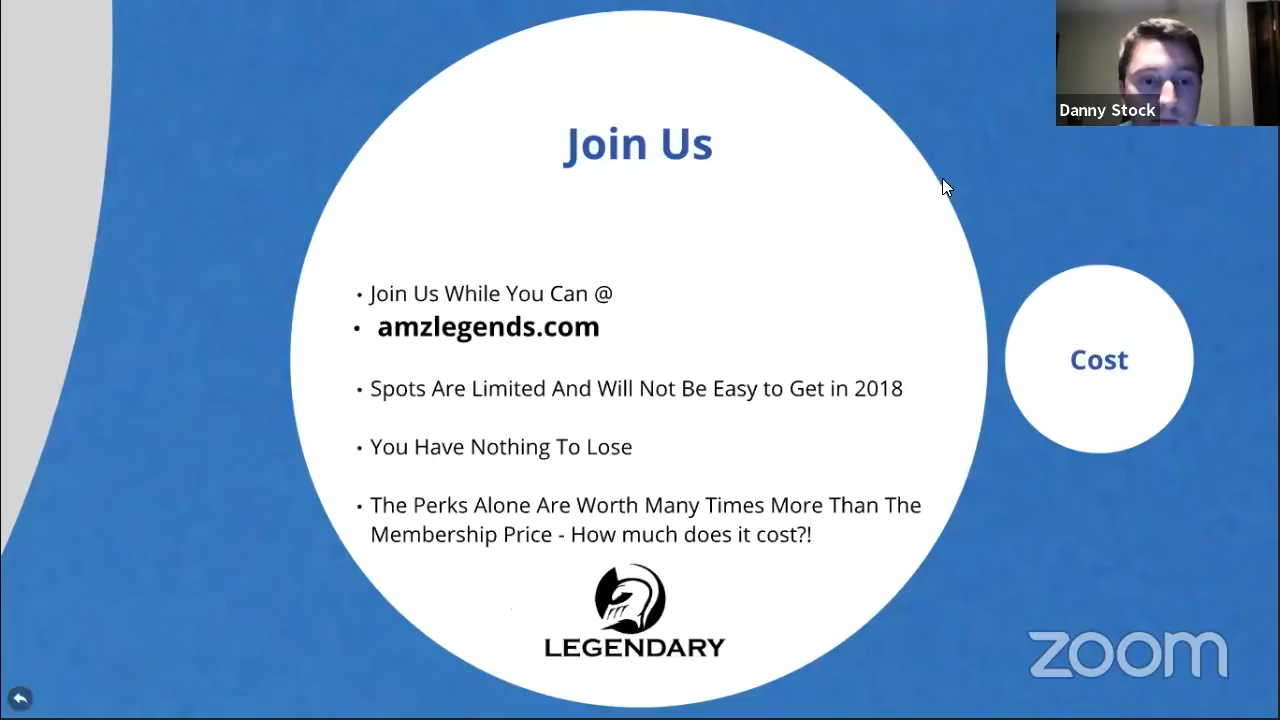 Danny Stock
Join Us
• Join Us While You Can @
• amzlegends.com
• Spots Are Limited And Will Not Be Easy to Get in 2018
• You Have Nothing To Lose
• The Perks Alone Are Worth Many Times More Than The
Membership Price - How much does it cost?!
Cost
LEGENDARY
zoom